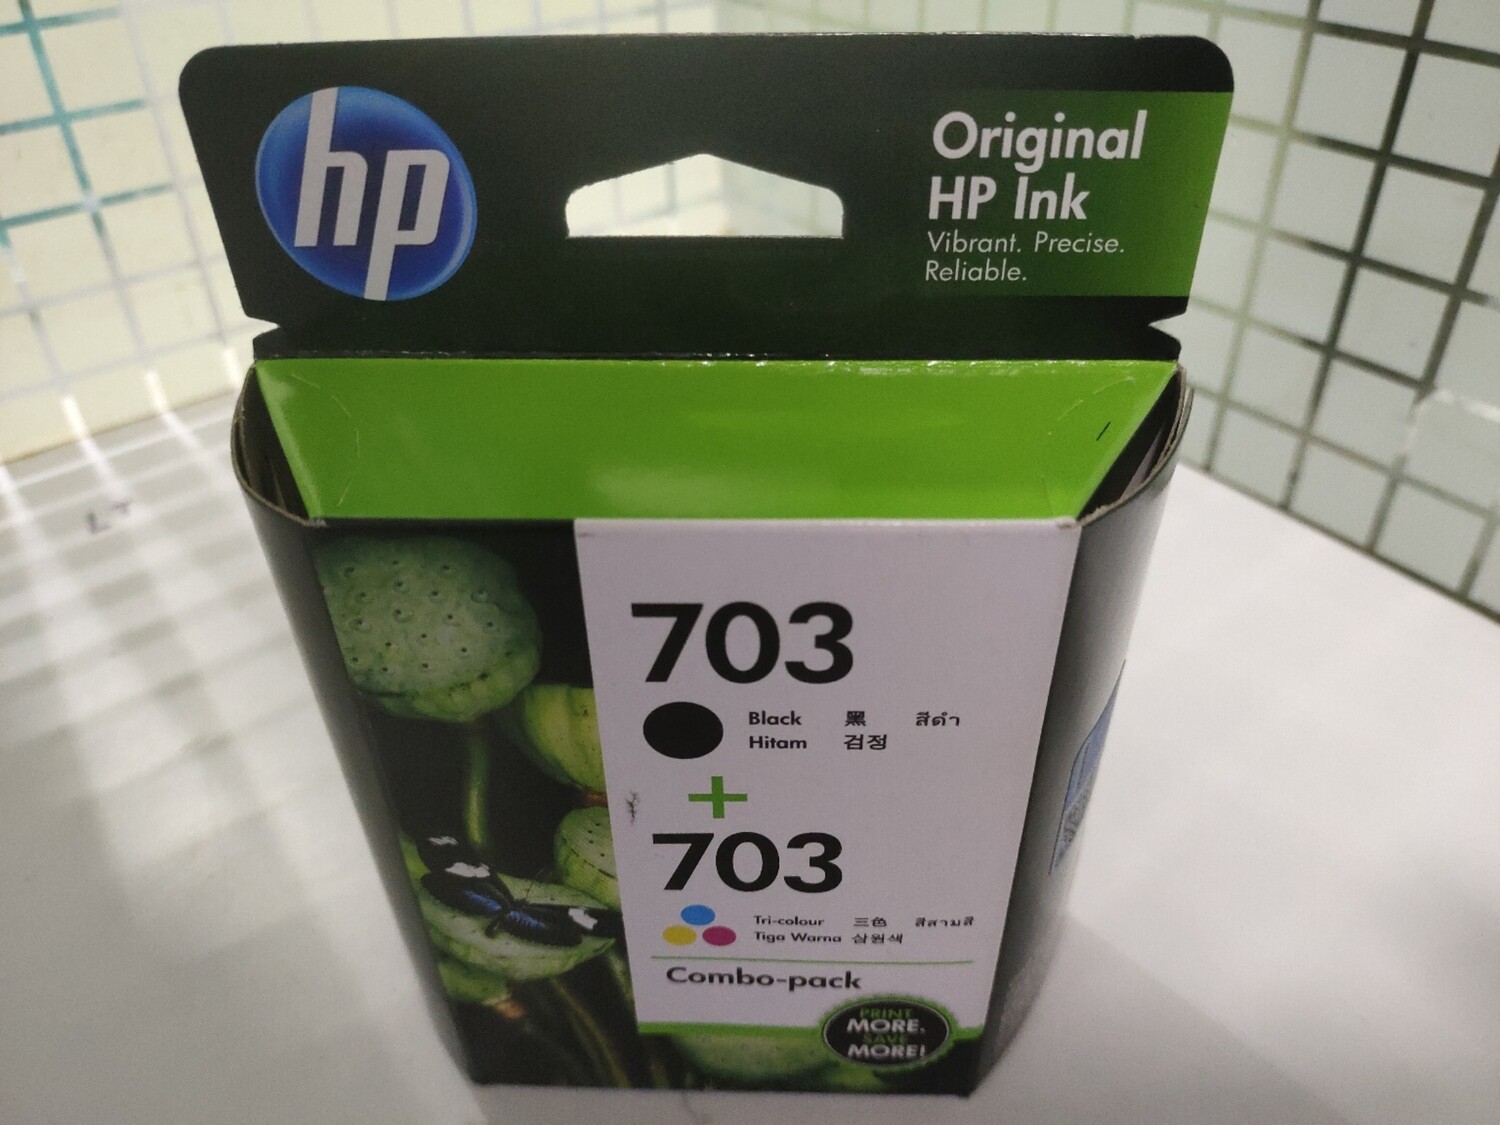 hp
Original
HP Ink
Vibrant. Precise.
Reliable.
703
Black 黑 สีดำ
Hitam 검정
+
703
Tri-colour 三色 สีสามสี
Tiga Warna 삼원색
Combo-pack
PRINT
MORE.
SAVE
MORE!